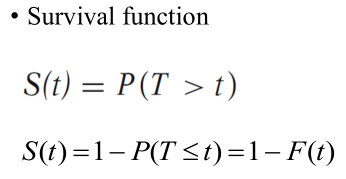 • Survival function
S(t) = P(T > t)
S(t)=1−P(T ≤ t)=1−F(t)